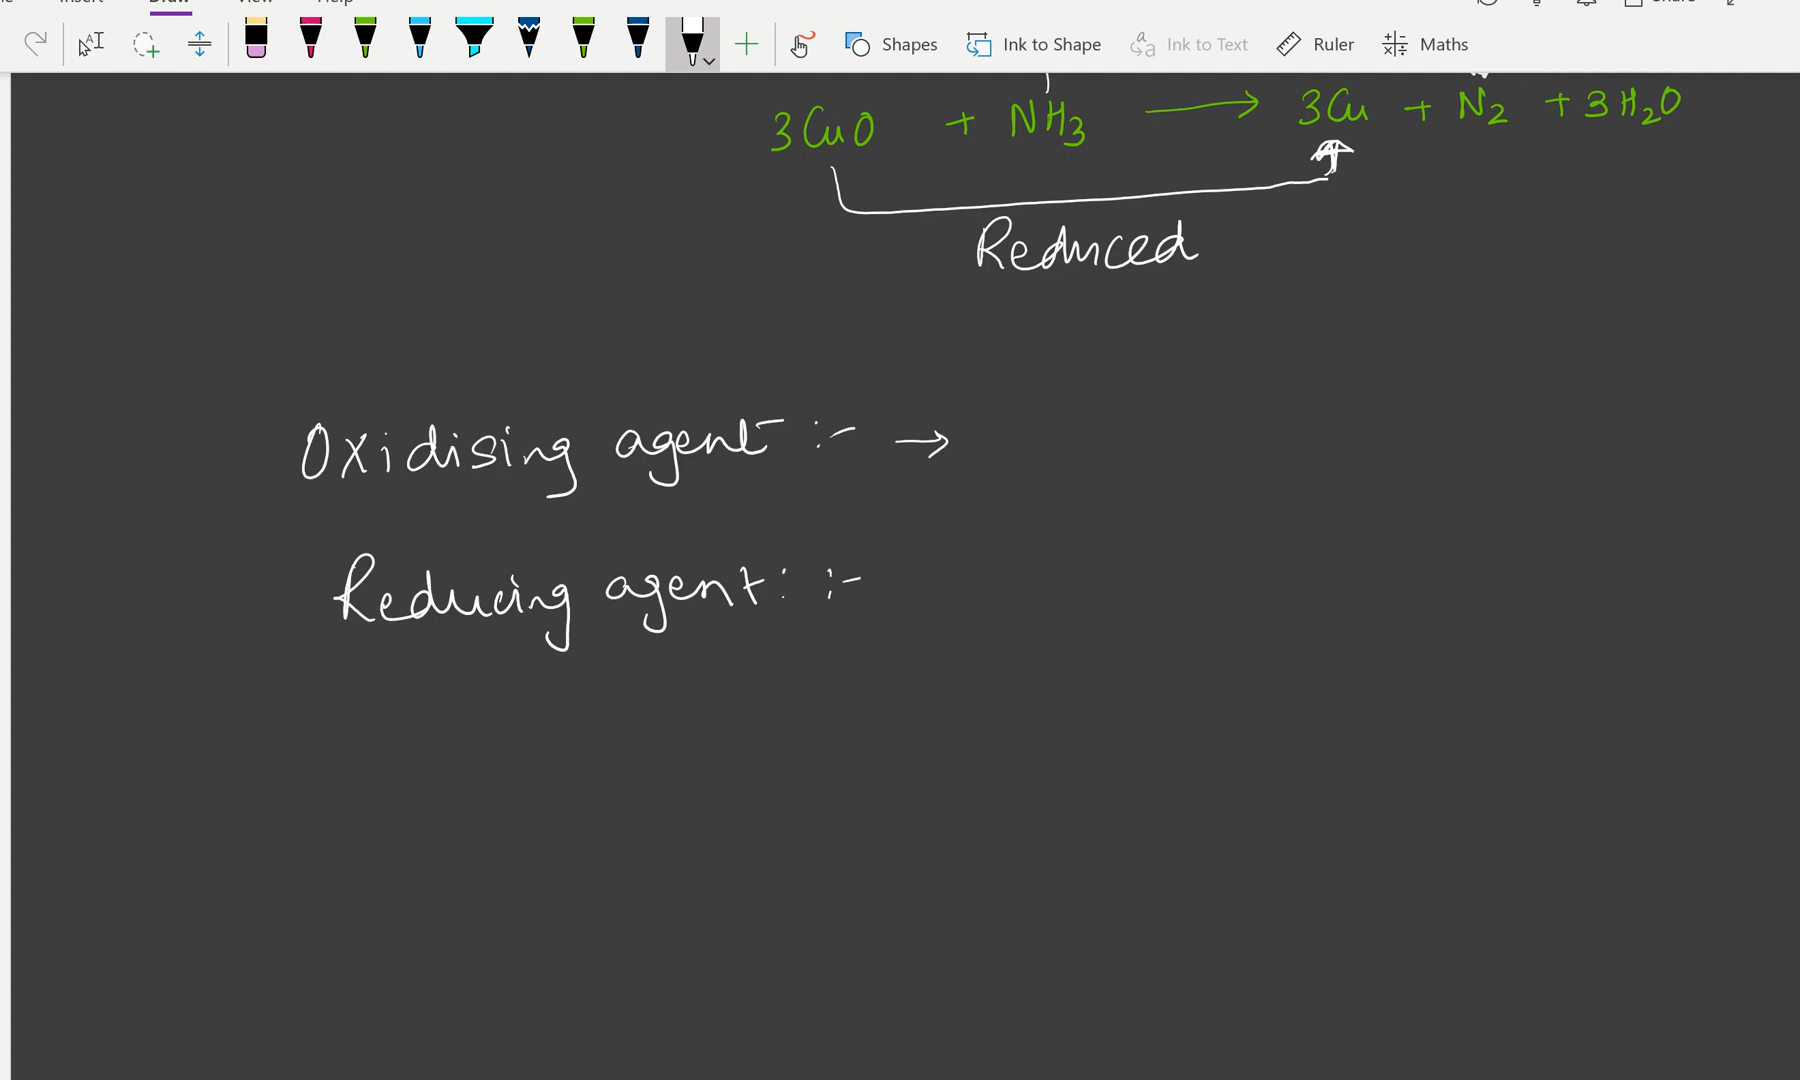 Draw
Shapes Ink to Shape Ink to Text Ruler Maths
3CuO + NH3 → 3Cu + N2 + 3H2O
Reduced
Oxidising agent :- →
Reducing agent : :-